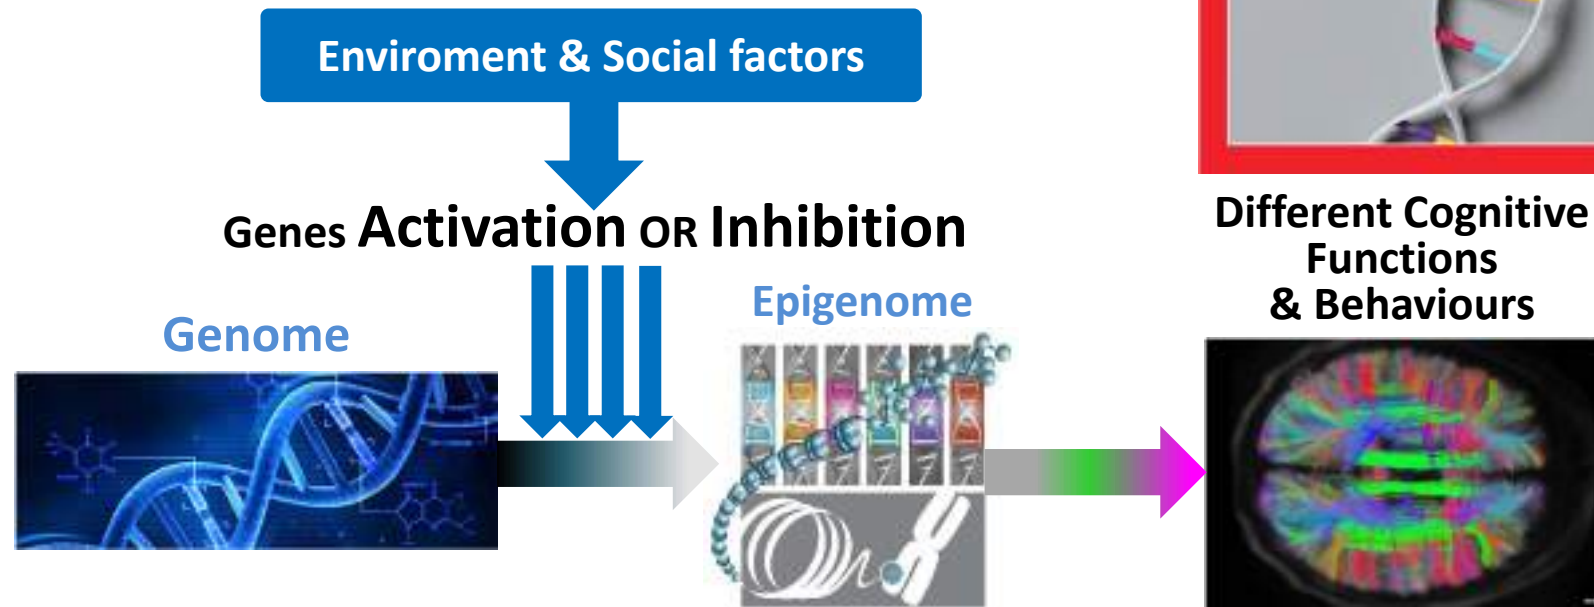 Enviroment & Social factors
Genes Activation OR Inhibition
Different Cognitive
Functions
& Behaviours
Epigenome
Genome